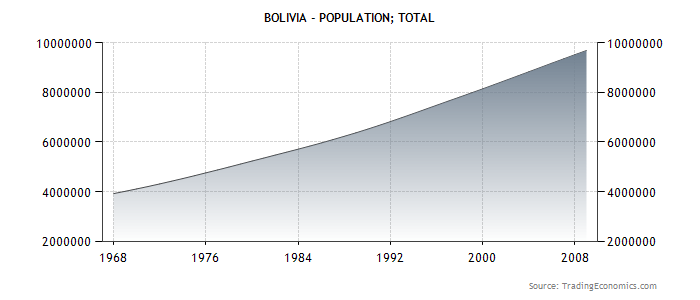 BOLIVIA - POPULATION; TOTAL
10000000 10000000
8000000 8000000
6000000 6000000
4000000 4000000
2000000 2000000
1968 1976 1984 1992 2000 2008
Source: TradingEconomics.com